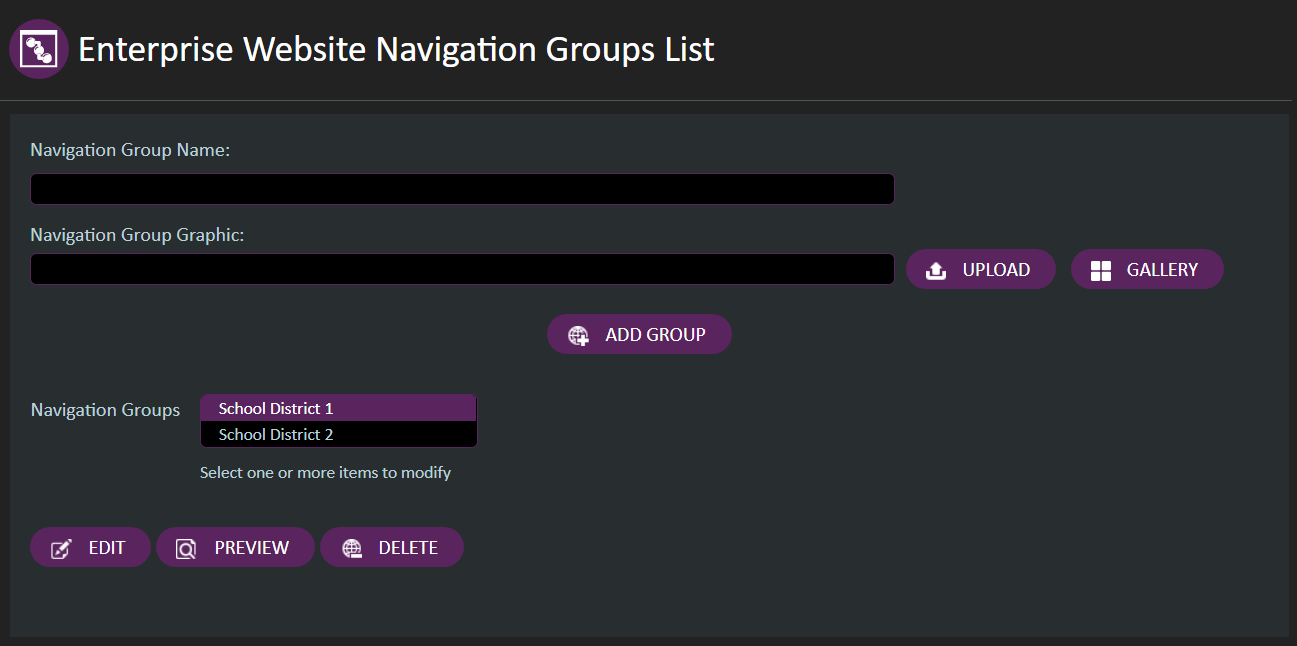 Enterprise Website Navigation Groups List
Navigation Group Name:
Navigation Group Graphic:
UPLOAD
GALLERY
ADD GROUP
Navigation Groups
School District 1
School District 2
Select one or more items to modify
EDIT
PREVIEW
DELETE